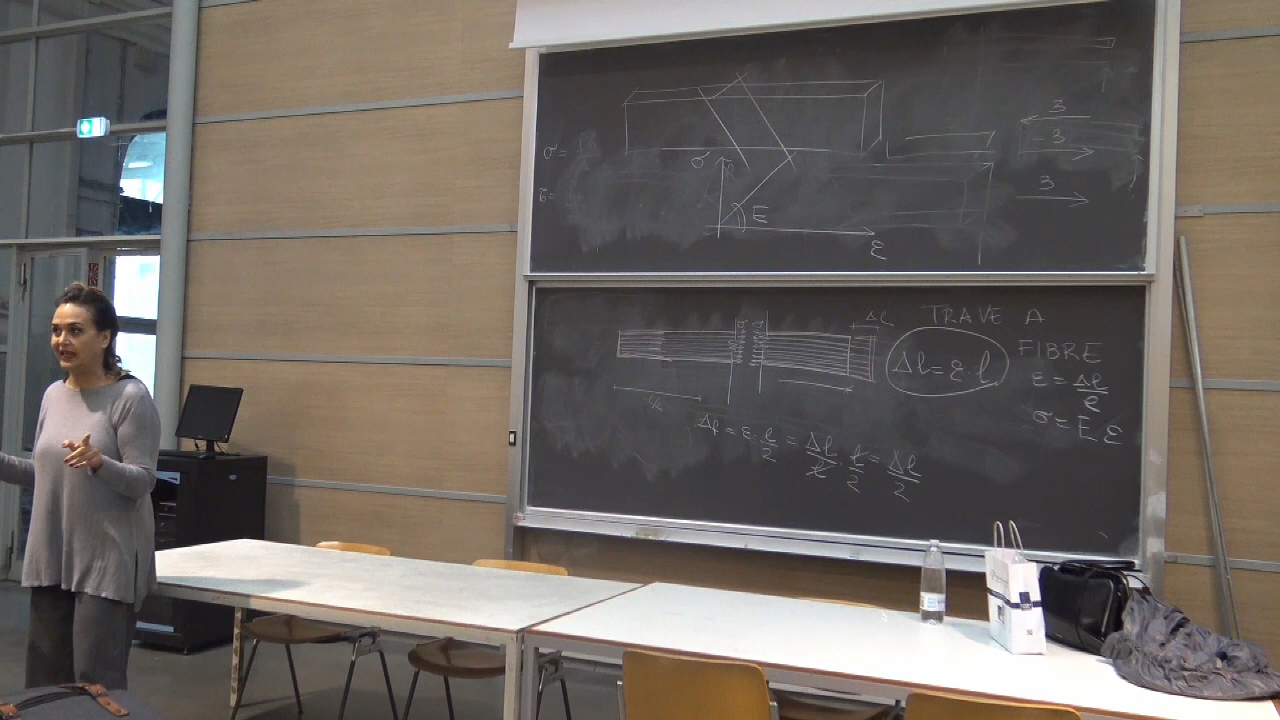 3
3
3
σ =
σ
E
ε
TRAVE A
FIBRE
Δl
Δl = ε · l
ε = Δl/l
σ = E ε
Δl = ε · l/2 = Δl/l · l/2 = Δl/2